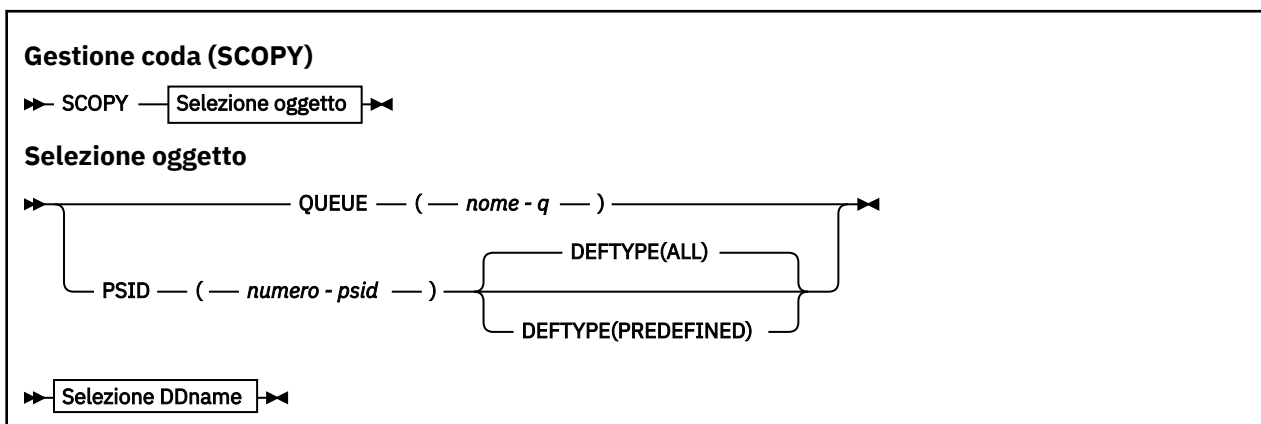 Gestione coda (SCOPY)
SCOPY Selezione oggetto
Selezione oggetto
QUEUE ( nome - q )
DEFTYPE(ALL)
PSID ( numero - psid )
DEFTYPE(PREDEFINED)
Selezione DDname